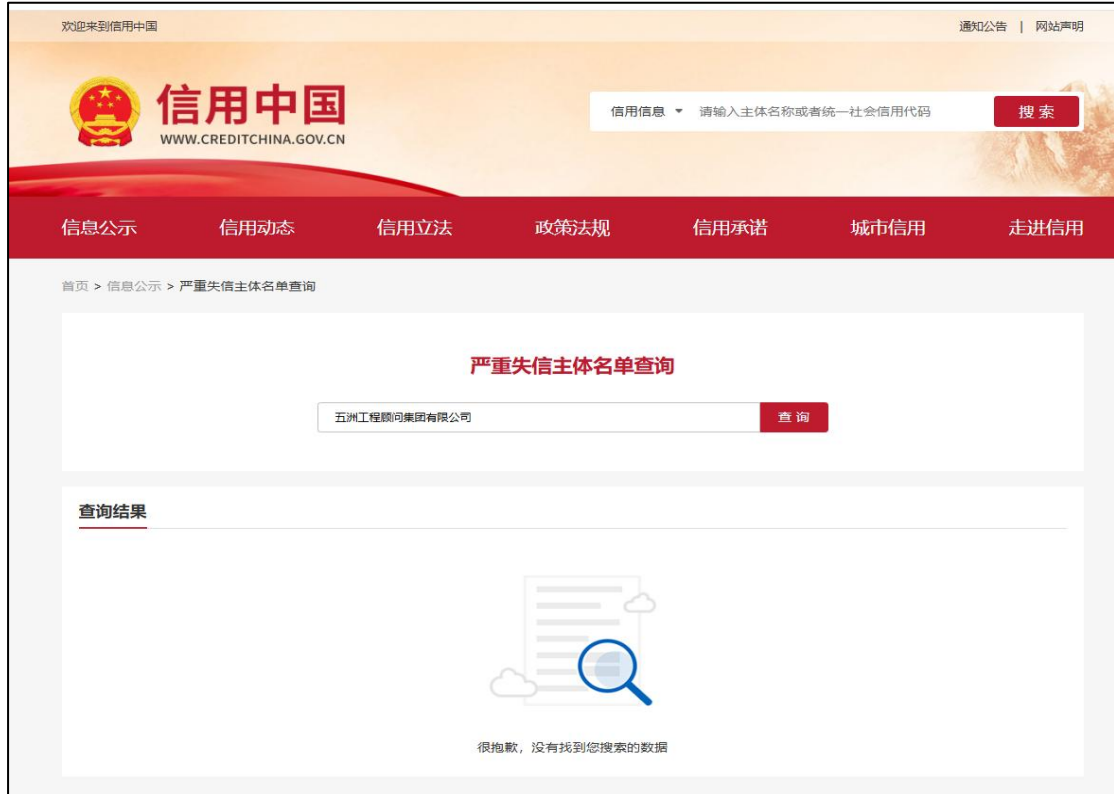 欢迎来到信用中国 通知公告 | 网站声明
信用中国
WWW.CREDITCHINA.GOV.CN
信用信息 请输入主体名称或者统一社会信用代码 搜索
信息公示 信用动态 信用立法 政策法规 信用承诺 城市信用 走进信用
首页 > 信息公示 > 严重失信主体名单查询
严重失信主体名单查询
五洲工程顾问集团有限公司 查询
查询结果
很抱歉，没有找到您搜索的数据